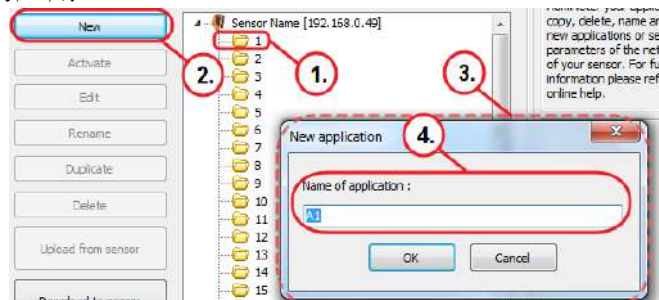 New
Activate
Edit
Rename
Duplicate
Delete
Upload from sensor
Sensor Name [192.168.0.49]
1
2
3
4
5
6
7
8
9
10
11
12
13
14
15
1.
2.
3.
4.
New application
Name of application :
A1
OK
Cancel
copy, delete, name an
new applications or se
parameters of the net
of your sensor. For fu
information please ref
online help.